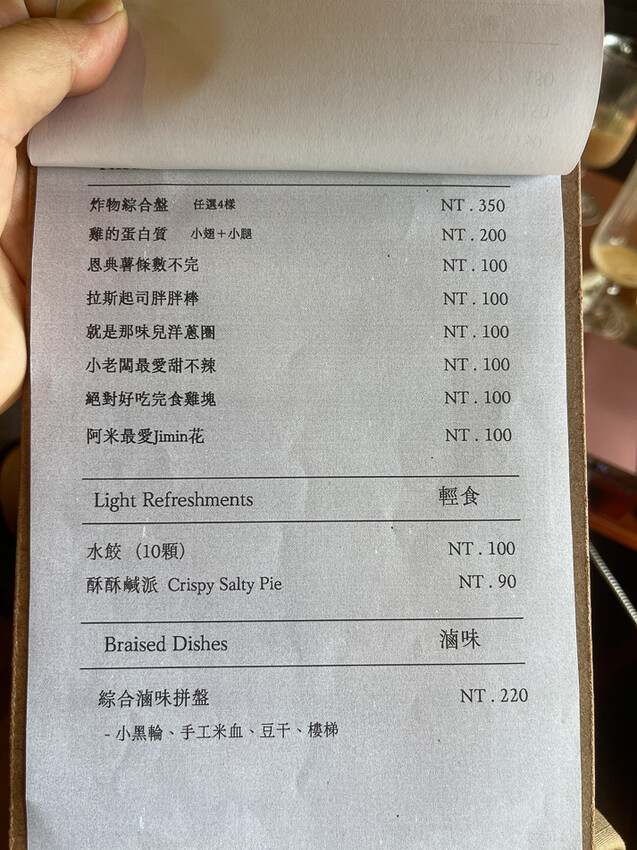 炸物綜合盤 任選4樣 NT . 350
雞的蛋白質 小翅＋小腿 NT . 200
恩典薯條數不完 NT . 100
拉斯起司胖胖棒 NT . 100
就是那味兒洋蔥圈 NT . 100
小老闆最愛甜不辣 NT . 100
絕對好吃完食雞塊 NT . 100
阿米最愛Jimin花 NT . 100
Light Refreshments 輕食
水餃 (10顆) NT . 100
酥酥鹹派 Crispy Salty Pie NT . 90
Braised Dishes 滷味
綜合滷味拼盤 NT . 220
- 小黑輪、手工米血、豆干、樓梯